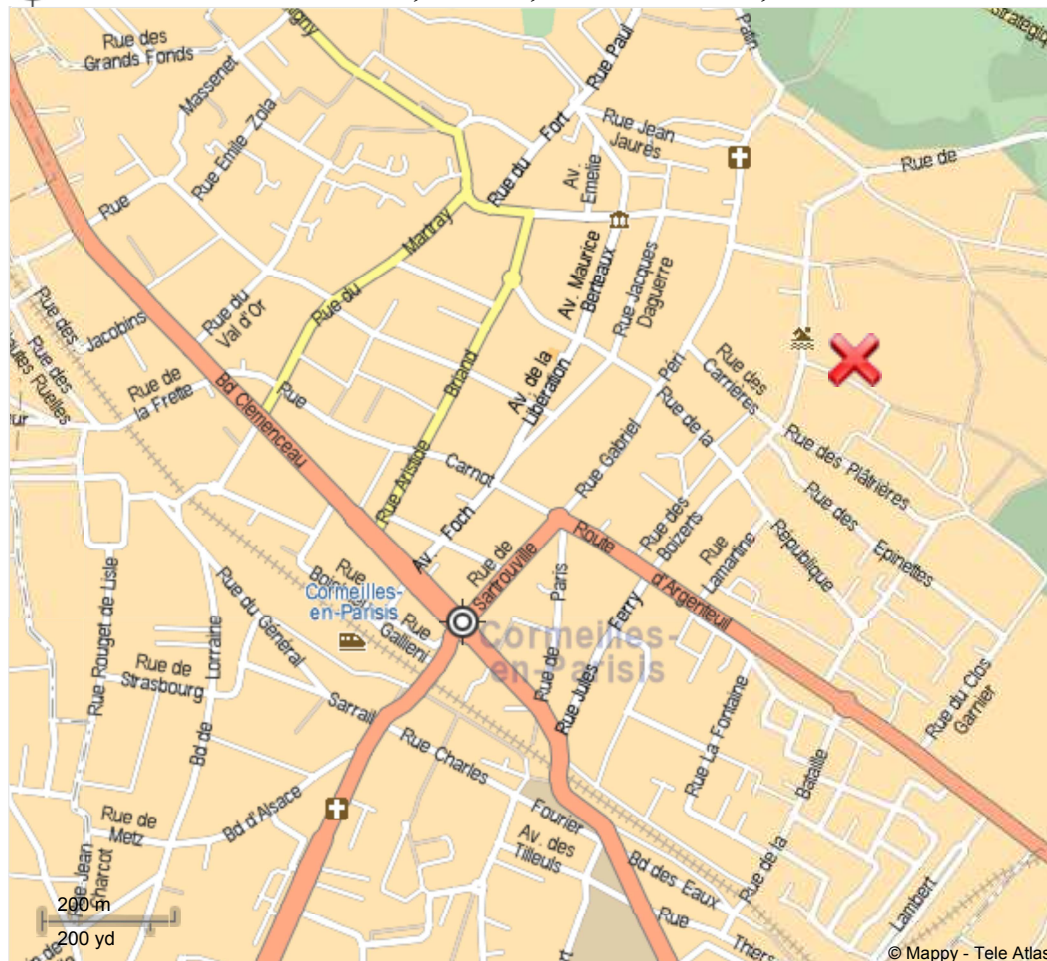 Rue des
Grands Fonds
Massenet
Rue Emile Zola
Rue Paul
Rue du Fort
Rue Jean
Jaurès
Av.
Emelie
Rue de
Rue
Rue du Martray
Av. Maurice
Berteaux
Rue Jacques
Daguerre
Rue des
Jacobins
Rue du
Val d'Or
Rue des
Rue de
la Frette
Bd Clemenceau
Rue
Carnot
Rue Aristide Briand
Av. de la
Libération
Av. Foch
Rue Gabriel Péri
Rue des
Carrières
Rue de la
République
Rue des Plâtrières
Rue des
Epinettes
Rue des
Boizerts
Rue
Lamartine
Rue de
Sartrouville
Route
d'Argenteuil
Rue de
Paris
Rue Jules
Ferry
Rue
Rue
Gallieni
Cormeilles-
en-Parisis
Cormeilles-
en-Parisis
Rue Rouget de Lisle
Rue du Général
Sarrail
Rue de
Strasbourg
Bd de
Lorraine
Rue Charles
Fourier
Rue La Fontaine
Rue du Clos
Garnier
Rue de la
Bataille
Rue de
Metz
Bd d'Alsace
Av. des
Tilleuls
Bd des Eaux
Rue
Lambert
200 m
200 yd
© Mappy - Tele Atlas